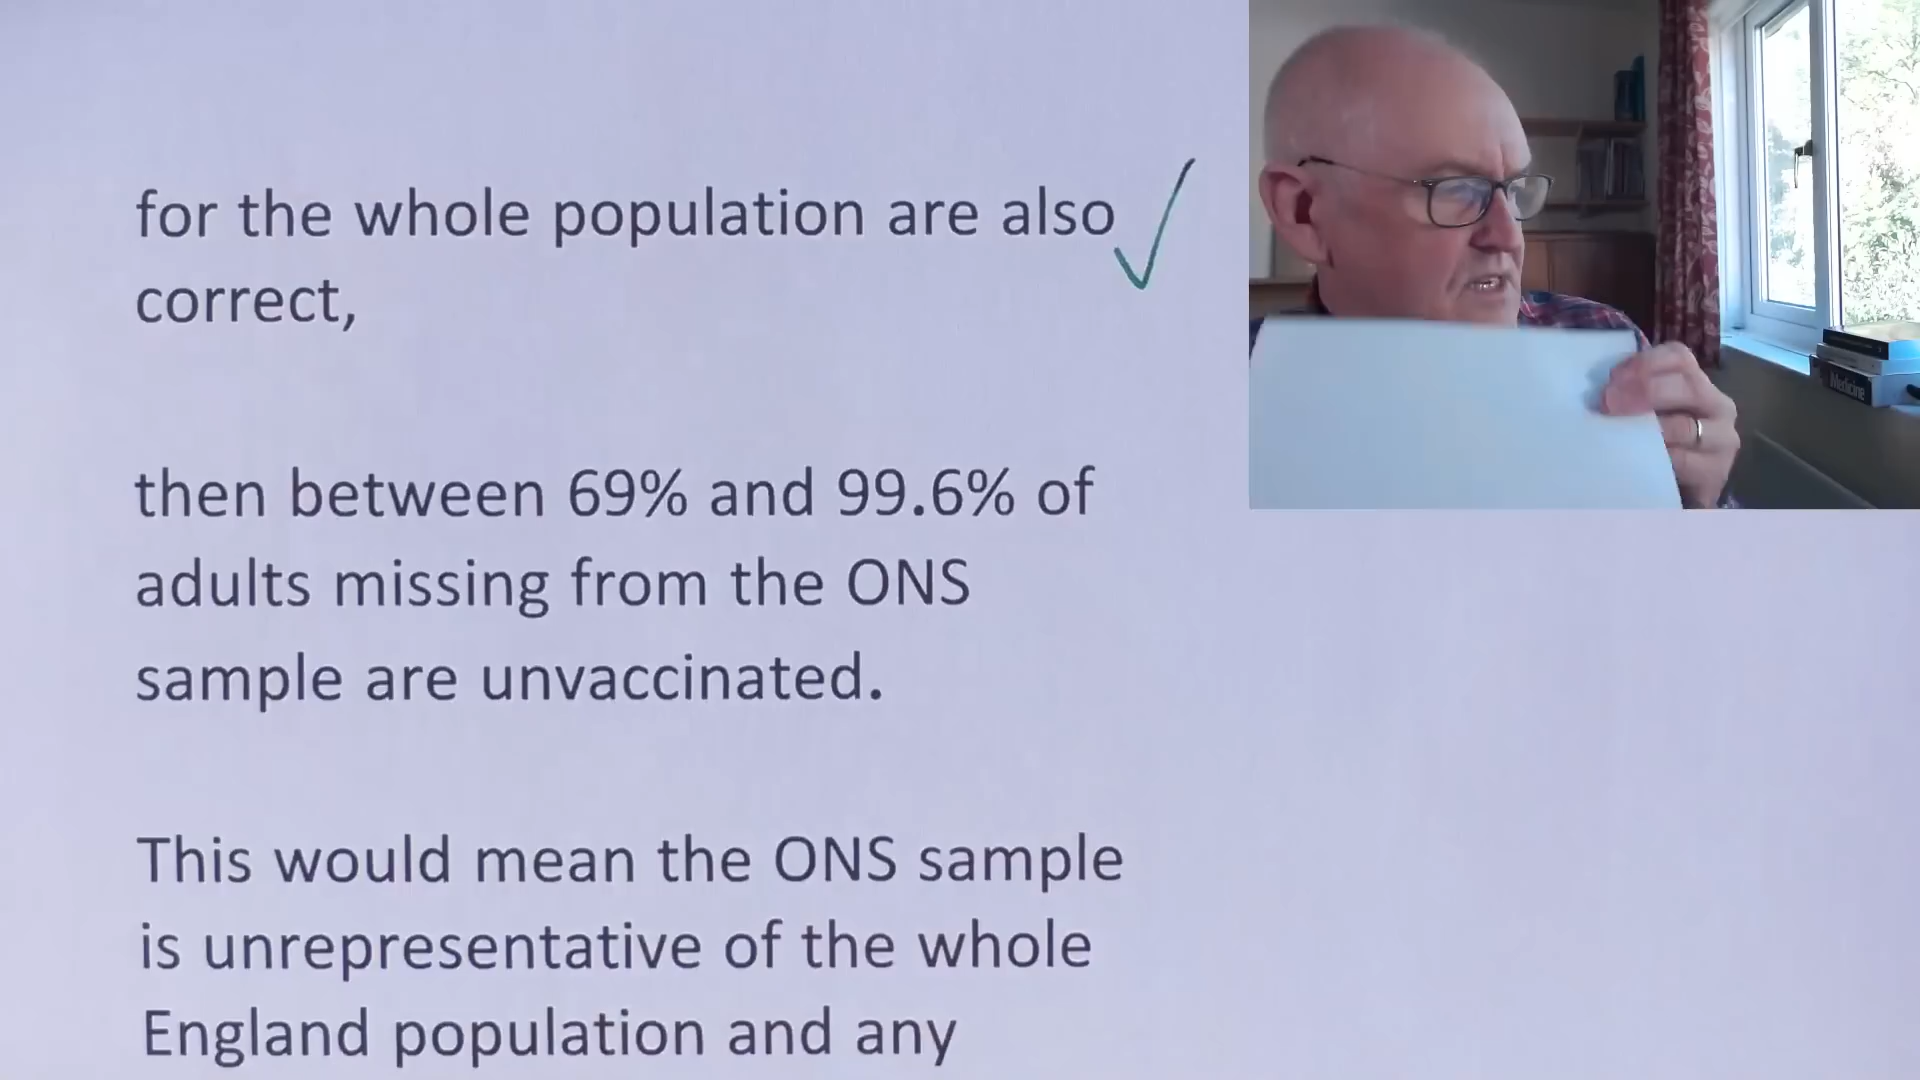 for the whole population are also
correct,
then between 69% and 99.6% of
adults missing from the ONS
sample are unvaccinated.
This would mean the ONS sample
is unrepresentative of the whole
England population and any
Medicine